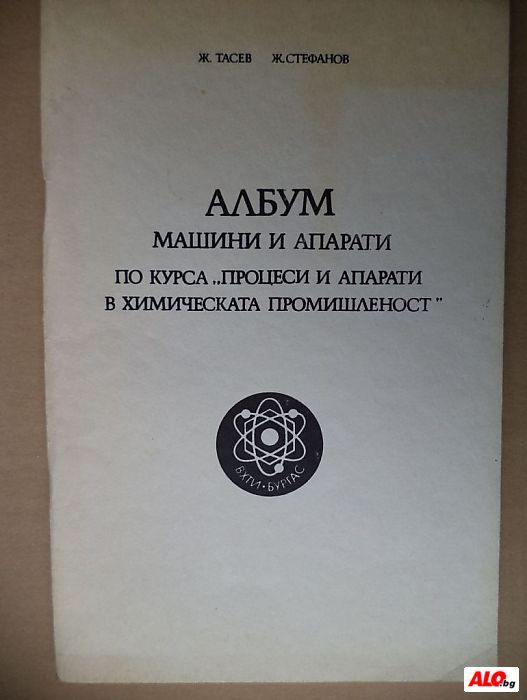 Ж. ТАСЕВ Ж. СТЕФАНОВ
АЛБУМ
МАШИНИ И АПАРАТИ
ПО КУРСА „ПРОЦЕСИ И АПАРАТИ
В ХИМИЧЕСКАТА ПРОМИШЛЕНОСТ"
ВХТИ • БУРГАС
ALO.bg